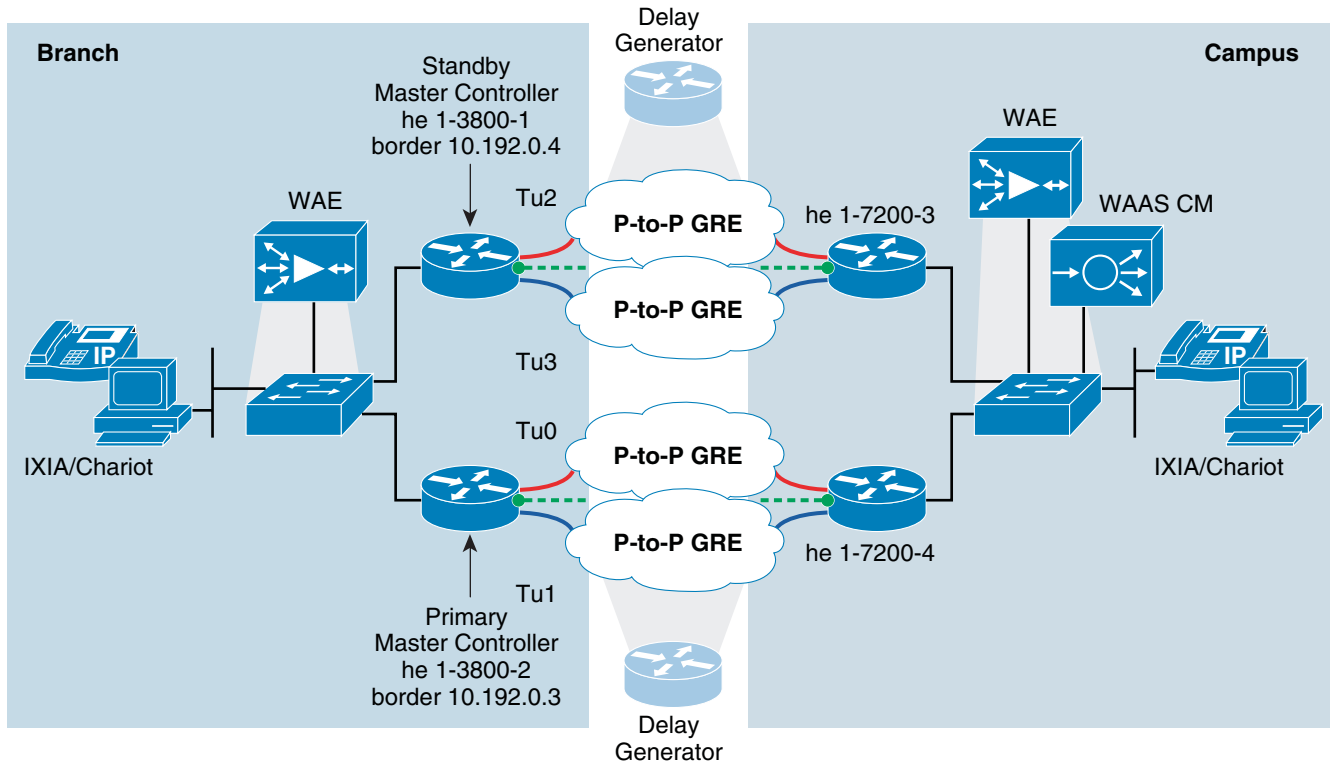 Branch
Delay
Generator
Campus
Standby
Master Controller
he 1-3800-1
border 10.192.0.4
WAE
WAE
WAAS CM
Tu2
P-to-P GRE
he 1-7200-3
P-to-P GRE
IP
IP
Tu3
Tu0
P-to-P GRE
IXIA/Chariot
IXIA/Chariot
P-to-P GRE
he 1-7200-4
Tu1
Primary
Master Controller
he 1-3800-2
border 10.192.0.3
Delay
Generator